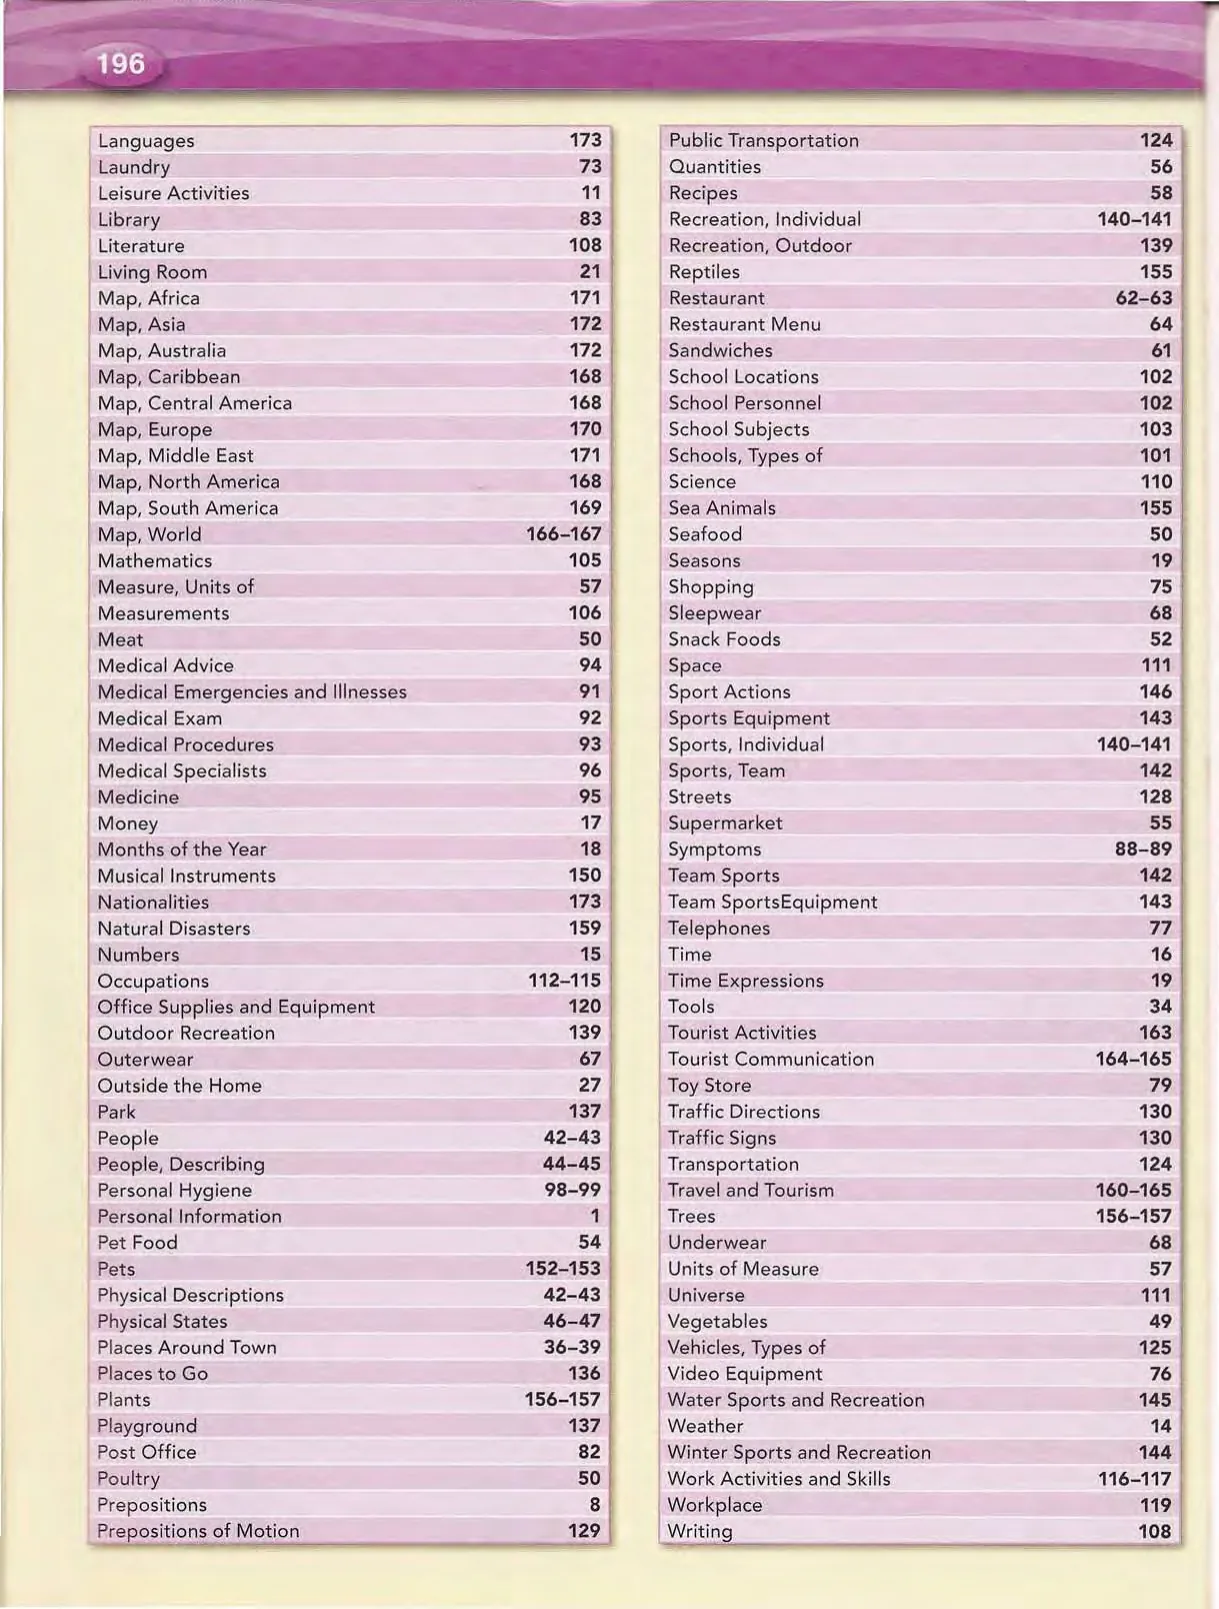 196
Languages 173
Laundry 73
Leisure Activities 11
Library 83
Literature 108
Living Room 21
Map, Africa 171
Map, Asia 172
Map, Australia 172
Map, Caribbean 168
Map, Central America 168
Map, Europe 170
Map, Middle East 171
Map, North America 168
Map, South America 169
Map, World 166–167
Mathematics 105
Measure, Units of 57
Measurements 106
Meat 50
Medical Advice 94
Medical Emergencies and Illnesses 91
Medical Exam 92
Medical Procedures 93
Medical Specialists 96
Medicine 95
Money 17
Months of the Year 18
Musical Instruments 150
Nationalities 173
Natural Disasters 159
Numbers 15
Occupations 112–115
Office Supplies and Equipment 120
Outdoor Recreation 139
Outerwear 67
Outside the Home 27
Park 137
People 42–43
People, Describing 44–45
Personal Hygiene 98–99
Personal Information 1
Pet Food 54
Pets 152–153
Physical Descriptions 42–43
Physical States 46–47
Places Around Town 36–39
Places to Go 136
Plants 156–157
Playground 137
Post Office 82
Poultry 50
Prepositions 8
Prepositions of Motion 129
Public Transportation 124
Quantities 56
Recipes 58
Recreation, Individual 140–141
Recreation, Outdoor 139
Reptiles 155
Restaurant 62–63
Restaurant Menu 64
Sandwiches 61
School Locations 102
School Personnel 102
School Subjects 103
Schools, Types of 101
Science 110
Sea Animals 155
Seafood 50
Seasons 19
Shopping 75
Sleepwear 68
Snack Foods 52
Space 111
Sport Actions 146
Sports Equipment 143
Sports, Individual 140–141
Sports, Team 142
Streets 128
Supermarket 55
Symptoms 88–89
Team Sports 142
Team SportsEquipment 143
Telephones 77
Time 16
Time Expressions 19
Tools 34
Tourist Activities 163
Tourist Communication 164–165
Toy Store 79
Traffic Directions 130
Traffic Signs 130
Transportation 124
Travel and Tourism 160–165
Trees 156–157
Underwear 68
Units of Measure 57
Universe 111
Vegetables 49
Vehicles, Types of 125
Video Equipment 76
Water Sports and Recreation 145
Weather 14
Winter Sports and Recreation 144
Work Activities and Skills 116–117
Workplace 119
Writing 108